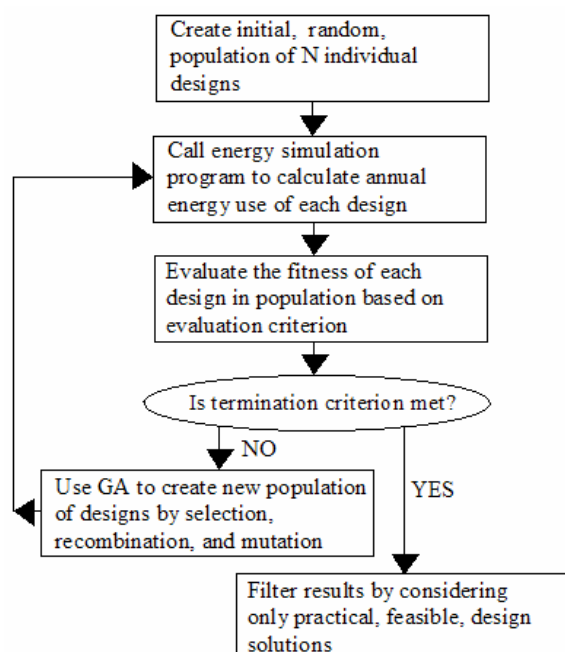 Create initial, random,
population of N individual
designs
Call energy simulation
program to calculate annual
energy use of each design
Evaluate the fitness of each
design in population based on
evaluation criterion
Is termination criterion met?
NO
YES
Use GA to create new population
of designs by selection,
recombination, and mutation
Filter results by considering
only practical, feasible, design
solutions